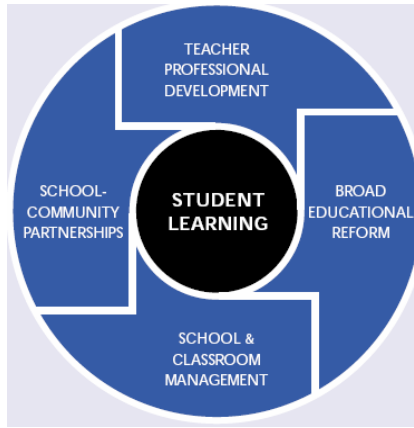 TEACHER
PROFESSIONAL
DEVELOPMENT
SCHOOL-
COMMUNITY
PARTNERSHIPS
STUDENT
LEARNING
BROAD
EDUCATIONAL
REFORM
SCHOOL &
CLASSROOM
MANAGEMENT